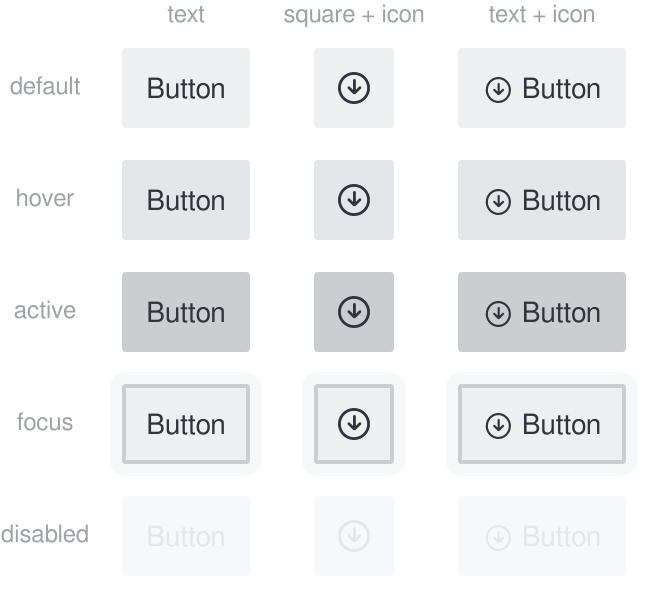 text square + icon text + icon
default Button Button
hover Button Button
active Button Button
focus Button Button
disabled Button Button